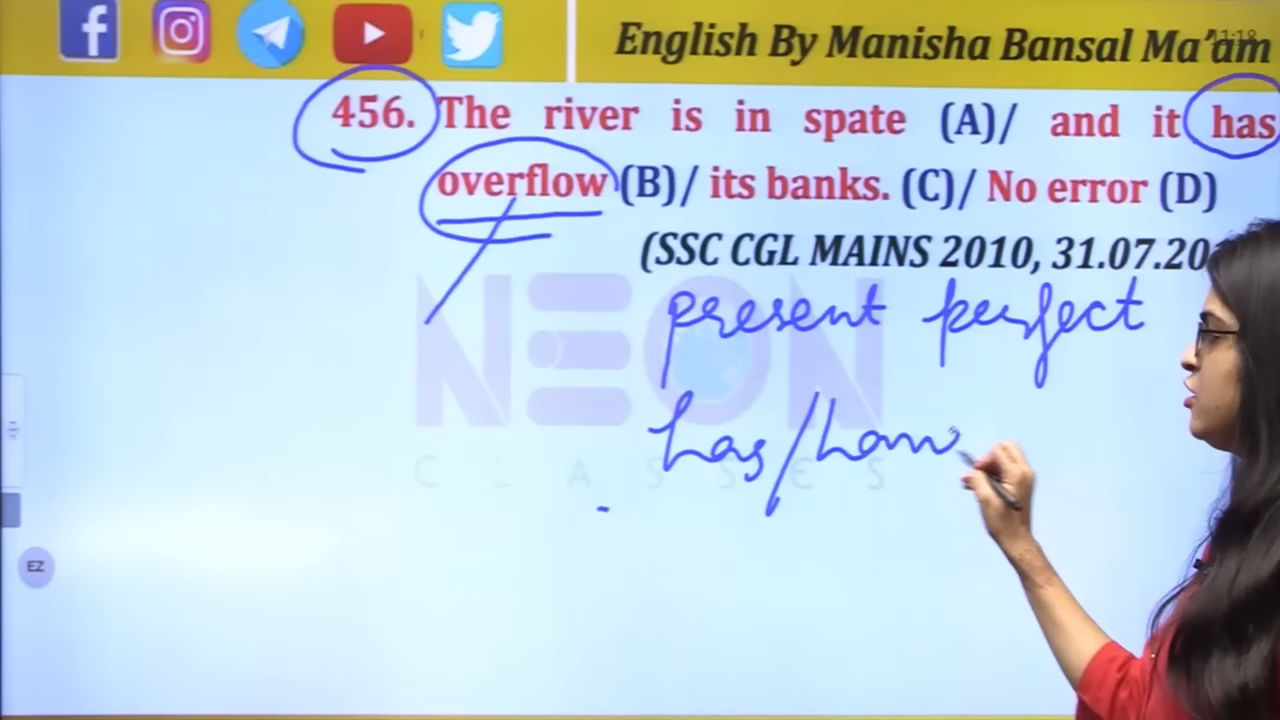 English By Manisha Bansal Ma'am
456. The river is in spate (A)/ and it has
overflow (B)/ its banks. (C)/ No error (D)
(SSC CGL MAINS 2010, 31.07.20
present perfect
has/hav
NEON
CLASSES
EZ